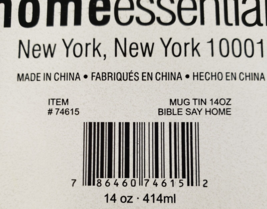 homeessential
New York, New York 10001
MADE IN CHINA • FABRIQUÉS EN CHINA • HECHO EN CHINA
ITEM MUG TIN 14OZ
# 74615 BIBLE SAY HOME
7 86460 74615 2
14 oz · 414ml